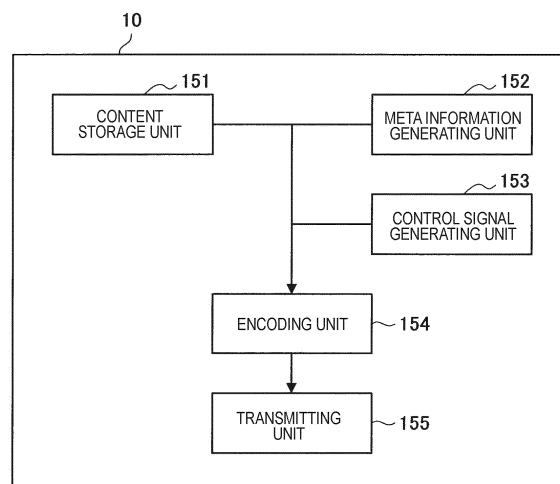 10
151
CONTENT
STORAGE UNIT
152
META INFORMATION
GENERATING UNIT
153
CONTROL SIGNAL
GENERATING UNIT
ENCODING UNIT
154
TRANSMITTING
UNIT
155